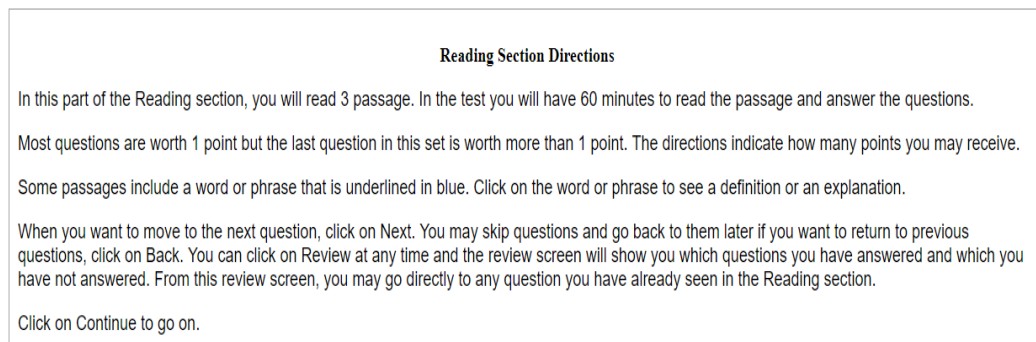 Reading Section Directions
In this part of the Reading section, you will read 3 passage. In the test you will have 60 minutes to read the passage and answer the questions.
Most questions are worth 1 point but the last question in this set is worth more than 1 point. The directions indicate how many points you may receive.
Some passages include a word or phrase that is underlined in blue. Click on the word or phrase to see a definition or an explanation.
When you want to move to the next question, click on Next. You may skip questions and go back to them later if you want to return to previous
questions, click on Back. You can click on Review at any time and the review screen will show you which questions you have answered and which you
have not answered. From this review screen, you may go directly to any question you have already seen in the Reading section.
Click on Continue to go on.